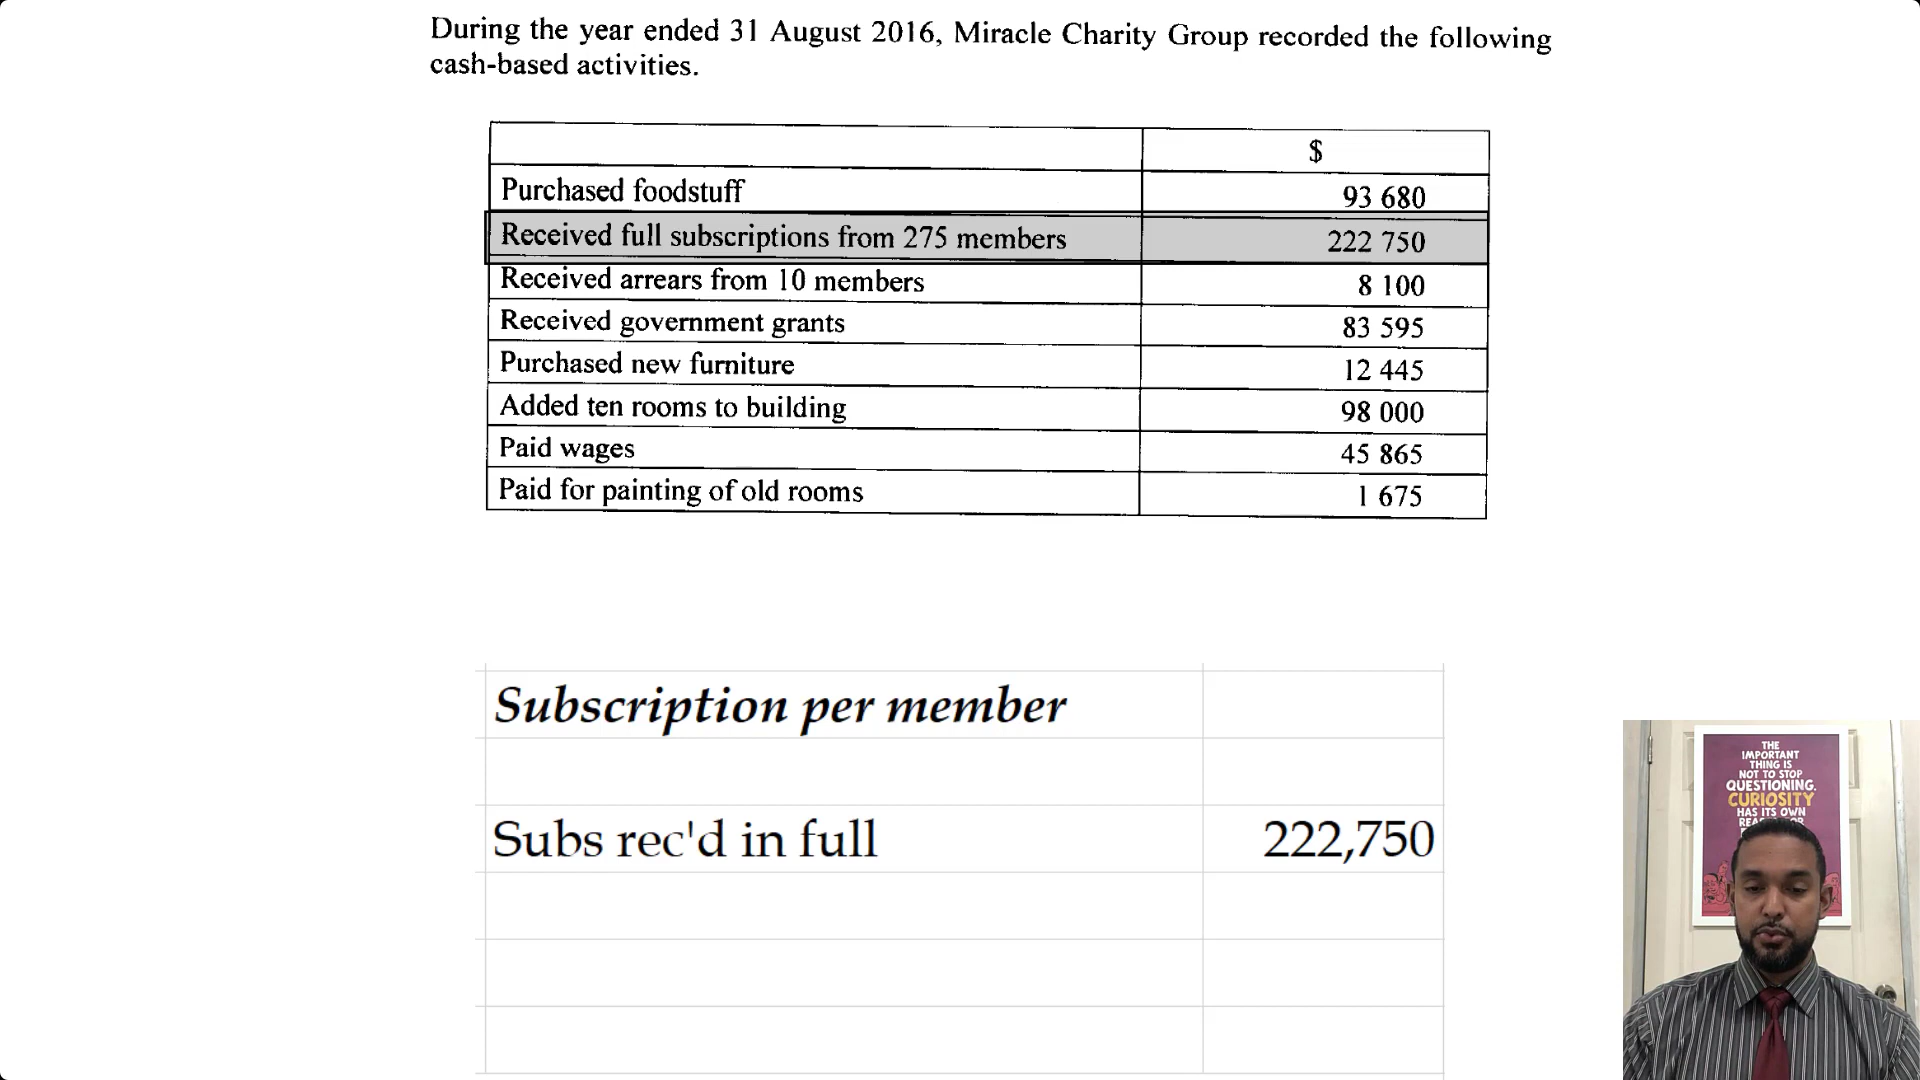 During the year ended 31 August 2016, Miracle Charity Group recorded the following
cash-based activities.
$
Purchased foodstuff 93 680
Received full subscriptions from 275 members 222 750
Received arrears from 10 members 8 100
Received government grants 83 595
Purchased new furniture 12 445
Added ten rooms to building 98 000
Paid wages 45 865
Paid for painting of old rooms 1 675
Subscription per member
Subs rec'd in full 222,750
THE
IMPORTANT
THING IS
NOT TO STOP
QUESTIONING.
CURIOSITY
HAS ITS OWN